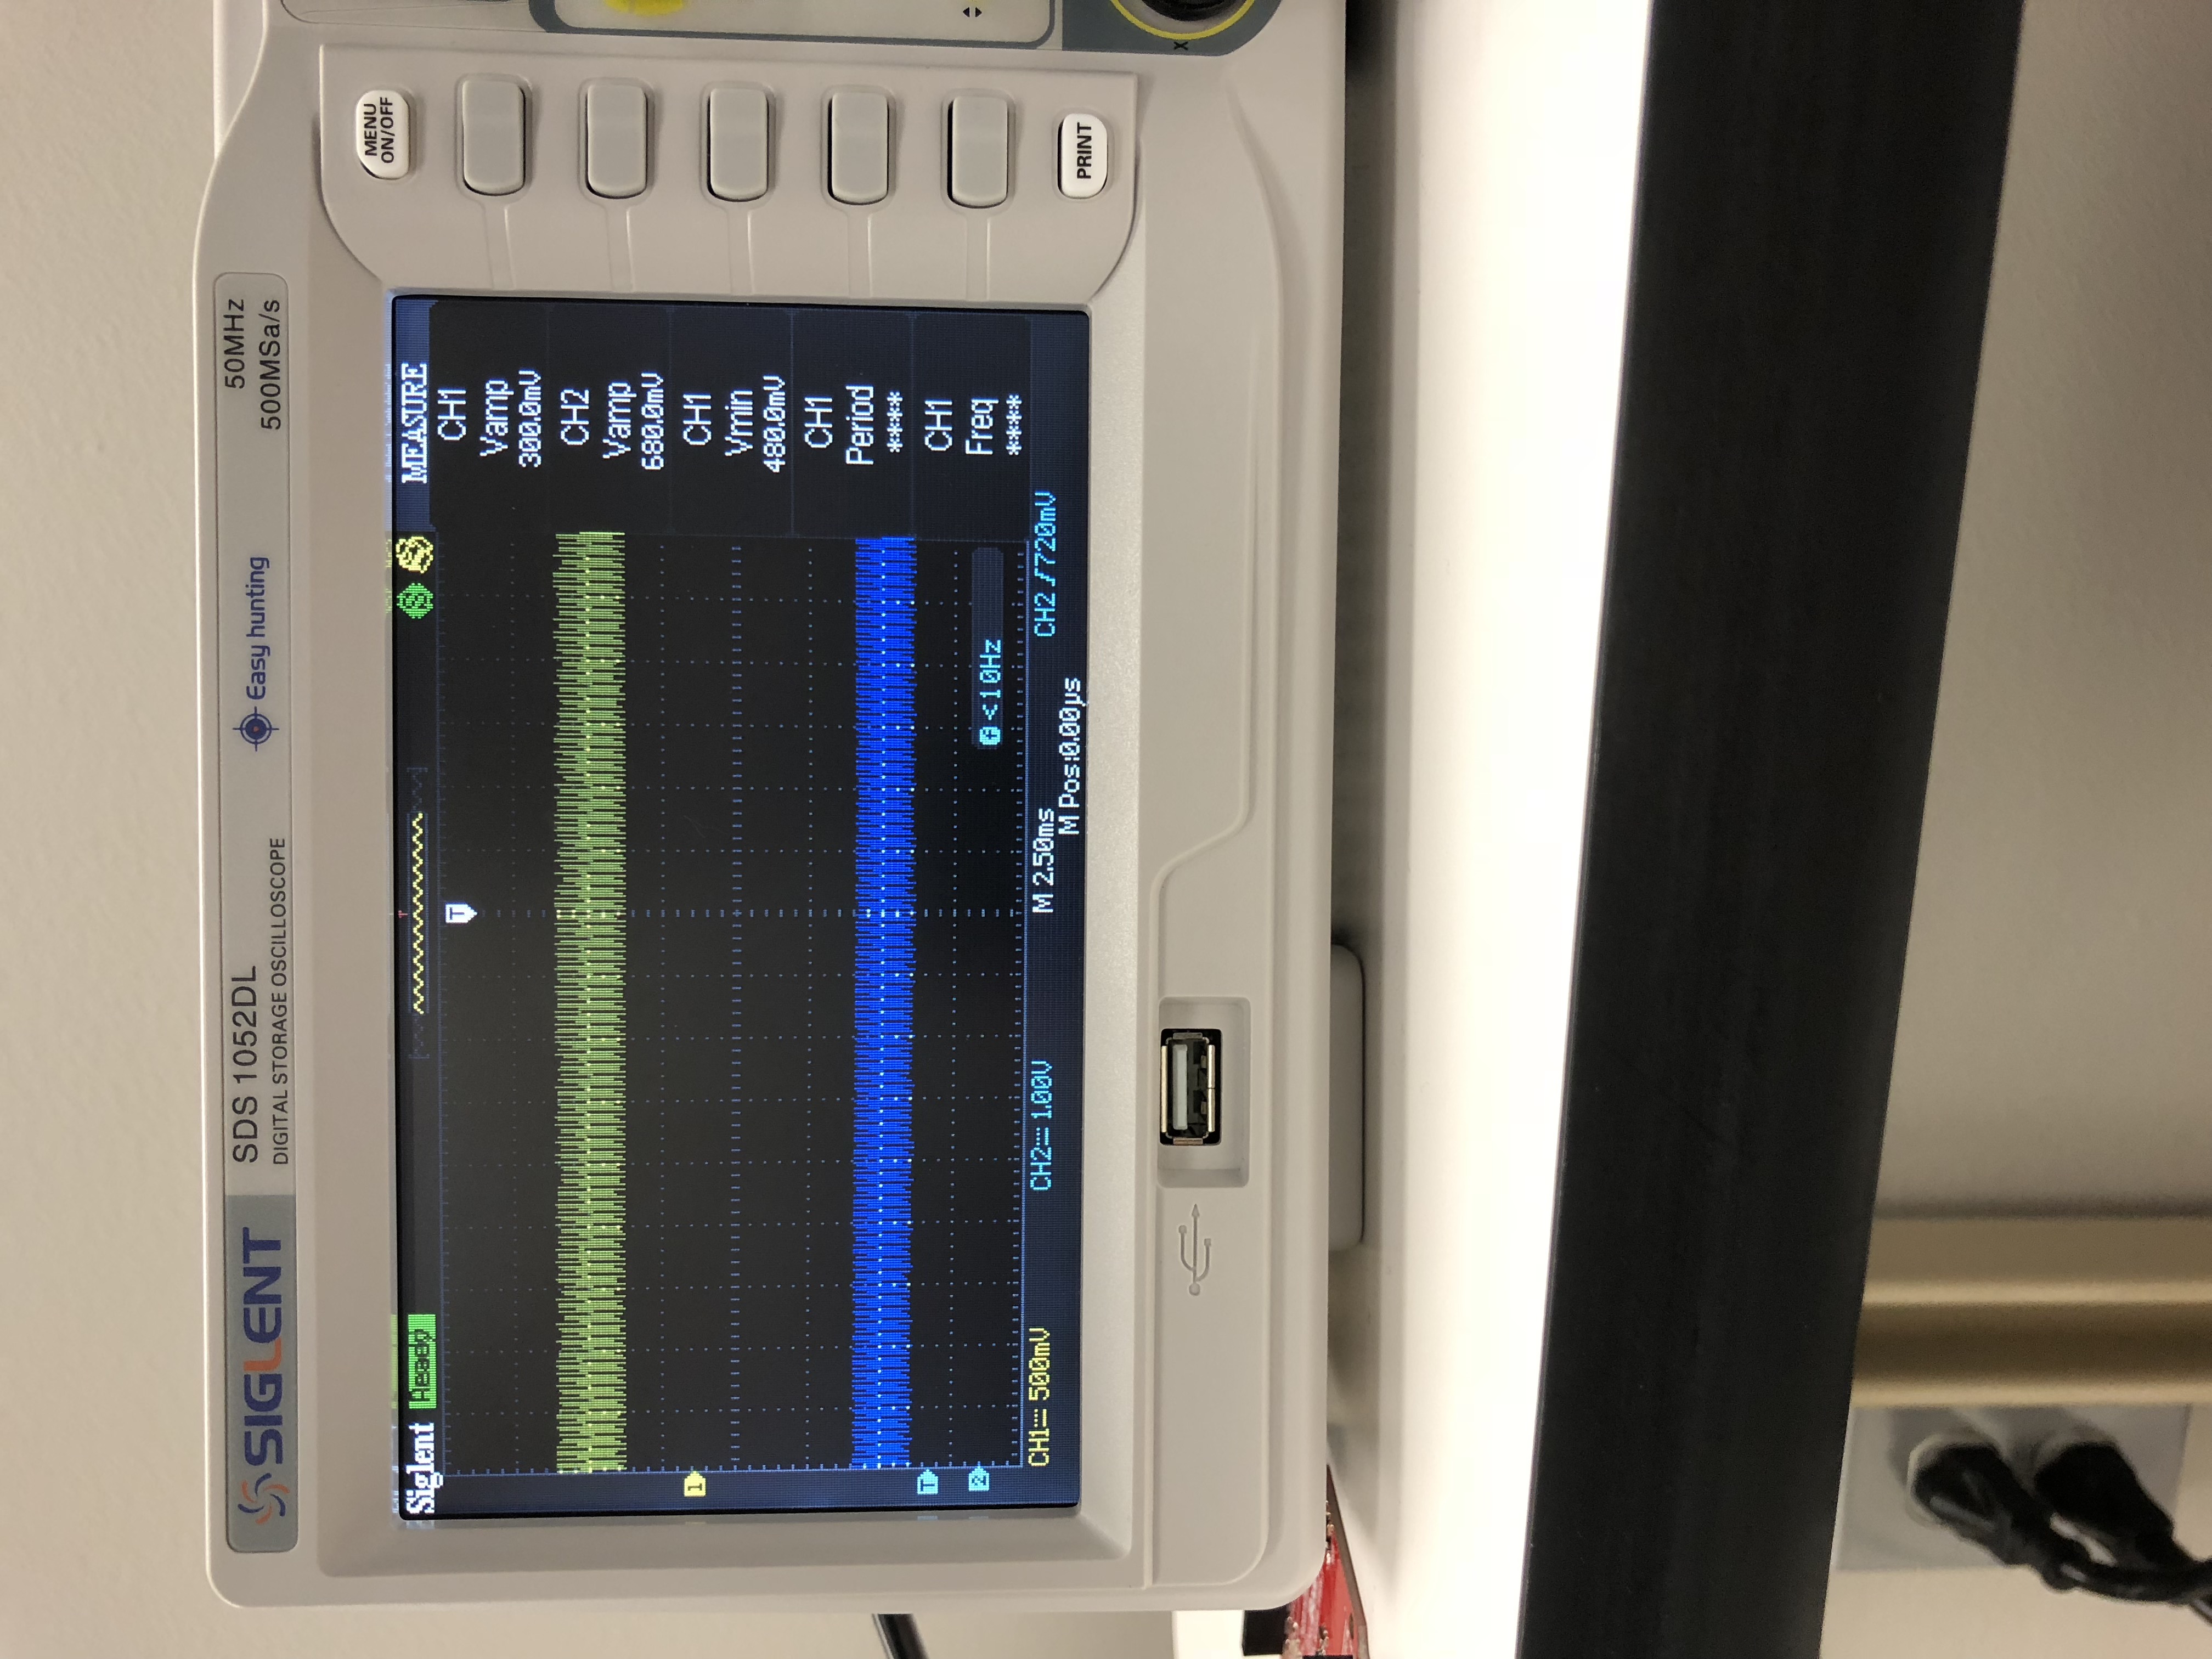 SIGLENT
SDS 1052DL
DIGITAL STORAGE OSCILLOSCOPE
Easy hunting
50MHz
500MSa/s
MENU
ON/OFF
Siglent
T
MEASURE
CH1
Vamp
300.0mV
CH2
Vamp
680.0mV
CH1
Vmin
480.0mV
CH1
Period
****
CH1
Freq
****
1
T
2
f <10Hz
CH1 500mV
CH2 1.00V
M 2.50ms
CH2 720mV
M Pos:0.00µs
PRINT
X